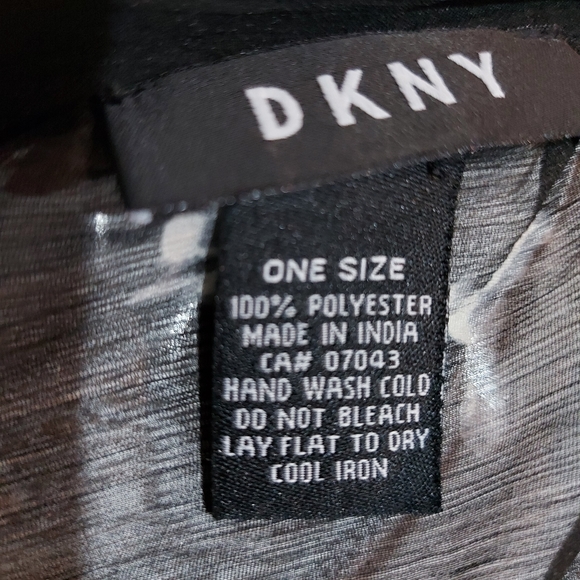 DKNY
ONE SIZE
100% POLYESTER
MADE IN INDIA
CA# 07043
HAND WASH COLD
DO NOT BLEACH
LAY FLAT TO DRY
COOL IRON